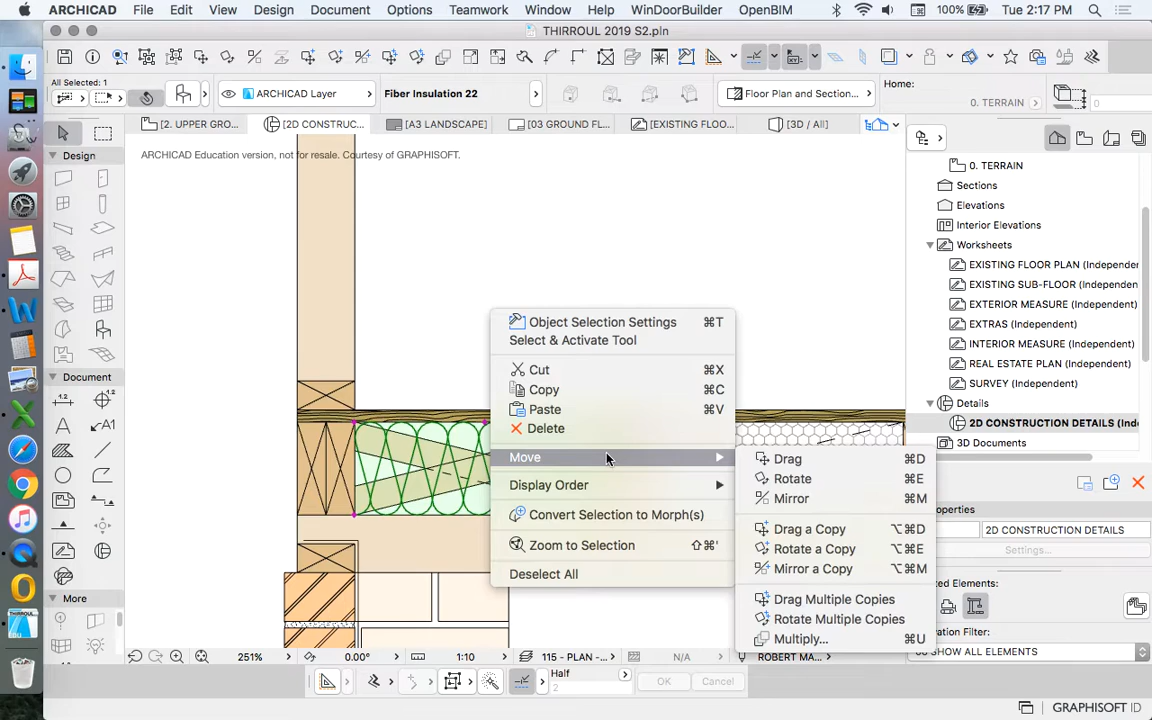 ARCHICAD File Edit View Design Document Options Teamwork Window Help WinDoorBuilder OpenBIM 100% Tue 2:17 PM
THIRROUL 2019 S2.pln
All Selected: 1
ARCHICAD Layer
Fiber Insulation 22
Floor Plan and Section...
Home:
0. TERRAIN
0
[2. UPPER GRO...
[2D CONSTRUC...
[A3 LANDSCAPE]
[03 GROUND FL...
[EXISTING FLOO...
[3D / All]
ARCHICAD Education version, not for resale. Courtesy of GRAPHISOFT.
Design
Document
More
Object Selection Settings ⌘T
Select & Activate Tool
Cut ⌘X
Copy ⌘C
Paste ⌘V
Delete
Move
Display Order
Convert Selection to Morph(s)
Zoom to Selection ⇧⌘'
Deselect All
Drag ⌘D
Rotate ⌘E
Mirror ⌘M
Drag a Copy ⌥⌘D
Rotate a Copy ⌥⌘E
Mirror a Copy ⌥⌘M
Drag Multiple Copies
Rotate Multiple Copies
Multiply... ⌘U
0. TERRAIN
Sections
Elevations
Interior Elevations
Worksheets
EXISTING FLOOR PLAN (Independen
EXISTING SUB-FLOOR (Independen
EXTERIOR MEASURE (Independen
EXTRAS (Independent)
INTERIOR MEASURE (Independen
REAL ESTATE PLAN (Independent)
SURVEY (Independent)
Details
2D CONSTRUCTION DETAILS (Ind
3D Documents
roperties
2D CONSTRUCTION DETAILS
Settings...
ated Elements:
ovation Filter:
SHOW ALL ELEMENTS
251%
0.00°
1:10
115 - PLAN -...
N/A
ROBERT MA...
Half
2
OK
Cancel
GRAPHISOFT ID